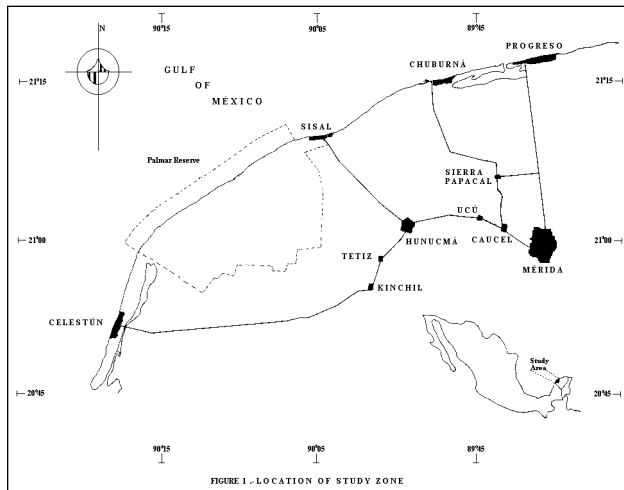 90°15
90°05
89°45
N
PROGRESO
CHUBURNÁ
GULF
OF
MÉXICO
21°15
21°15
SISAL
Palmar Reserve
SIERRA
PAPACAL
UCÚ
CAUCEL
HUNUCMÁ
21°00
21°00
TETIZ
MÉRIDA
KINCHIL
CELESTÚN
Study
Area
20°45
20°45
90°15
90°05
89°45
FIGURE 1.- LOCATION OF STUDY ZONE